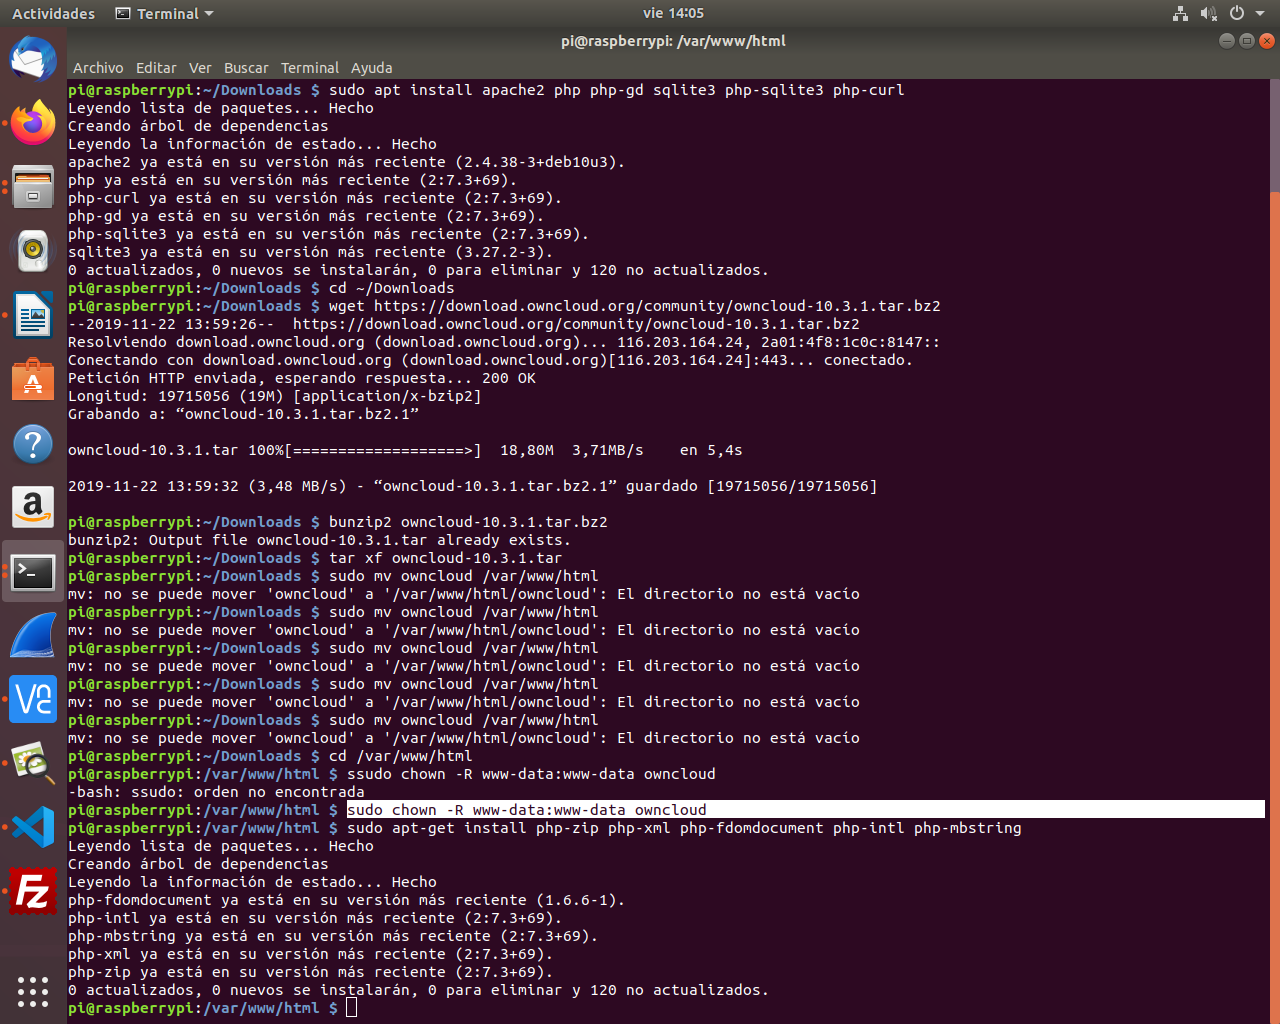 Actividades
Terminal
vie 14:05
pi@raspberrypi: /var/www/html
Archivo Editar Ver Buscar Terminal Ayuda
pi@raspberrypi:~/Downloads $ sudo apt install apache2 php php-gd sqlite3 php-sqlite3 php-curl
Leyendo lista de paquetes... Hecho
Creando árbol de dependencias
Leyendo la información de estado... Hecho
apache2 ya está en su versión más reciente (2.4.38-3+deb10u3).
php ya está en su versión más reciente (2:7.3+69).
php-curl ya está en su versión más reciente (2:7.3+69).
php-gd ya está en su versión más reciente (2:7.3+69).
php-sqlite3 ya está en su versión más reciente (2:7.3+69).
sqlite3 ya está en su versión más reciente (3.27.2-3).
0 actualizados, 0 nuevos se instalarán, 0 para eliminar y 120 no actualizados.
pi@raspberrypi:~/Downloads $ cd ~/Downloads
pi@raspberrypi:~/Downloads $ wget https://download.owncloud.org/community/owncloud-10.3.1.tar.bz2
--2019-11-22 13:59:26--  https://download.owncloud.org/community/owncloud-10.3.1.tar.bz2
Resolviendo download.owncloud.org (download.owncloud.org)... 116.203.164.24, 2a01:4f8:1c0c:8147::
Conectando con download.owncloud.org (download.owncloud.org)[116.203.164.24]:443... conectado.
Petición HTTP enviada, esperando respuesta... 200 OK
Longitud: 19715056 (19M) [application/x-bzip2]
Grabando a: “owncloud-10.3.1.tar.bz2.1”
owncloud-10.3.1.tar 100%[===================>]  18,80M  3,71MB/s    en 5,4s
2019-11-22 13:59:32 (3,48 MB/s) - “owncloud-10.3.1.tar.bz2.1” guardado [19715056/19715056]
pi@raspberrypi:~/Downloads $ bunzip2 owncloud-10.3.1.tar.bz2
bunzip2: Output file owncloud-10.3.1.tar already exists.
pi@raspberrypi:~/Downloads $ tar xf owncloud-10.3.1.tar
pi@raspberrypi:~/Downloads $ sudo mv owncloud /var/www/html
mv: no se puede mover 'owncloud' a '/var/www/html/owncloud': El directorio no está vacío
pi@raspberrypi:~/Downloads $ sudo mv owncloud /var/www/html
mv: no se puede mover 'owncloud' a '/var/www/html/owncloud': El directorio no está vacío
pi@raspberrypi:~/Downloads $ sudo mv owncloud /var/www/html
mv: no se puede mover 'owncloud' a '/var/www/html/owncloud': El directorio no está vacío
pi@raspberrypi:~/Downloads $ sudo mv owncloud /var/www/html
mv: no se puede mover 'owncloud' a '/var/www/html/owncloud': El directorio no está vacío
pi@raspberrypi:~/Downloads $ sudo mv owncloud /var/www/html
mv: no se puede mover 'owncloud' a '/var/www/html/owncloud': El directorio no está vacío
pi@raspberrypi:~/Downloads $ cd /var/www/html
pi@raspberrypi:/var/www/html $ ssudo chown -R www-data:www-data owncloud
-bash: ssudo: orden no encontrada
pi@raspberrypi:/var/www/html $ sudo chown -R www-data:www-data owncloud
pi@raspberrypi:/var/www/html $ sudo apt-get install php-zip php-xml php-fdomdocument php-intl php-mbstring
Leyendo lista de paquetes... Hecho
Creando árbol de dependencias
Leyendo la información de estado... Hecho
php-fdomdocument ya está en su versión más reciente (1.6.6-1).
php-intl ya está en su versión más reciente (2:7.3+69).
php-mbstring ya está en su versión más reciente (2:7.3+69).
php-xml ya está en su versión más reciente (2:7.3+69).
php-zip ya está en su versión más reciente (2:7.3+69).
0 actualizados, 0 nuevos se instalarán, 0 para eliminar y 120 no actualizados.
pi@raspberrypi:/var/www/html $